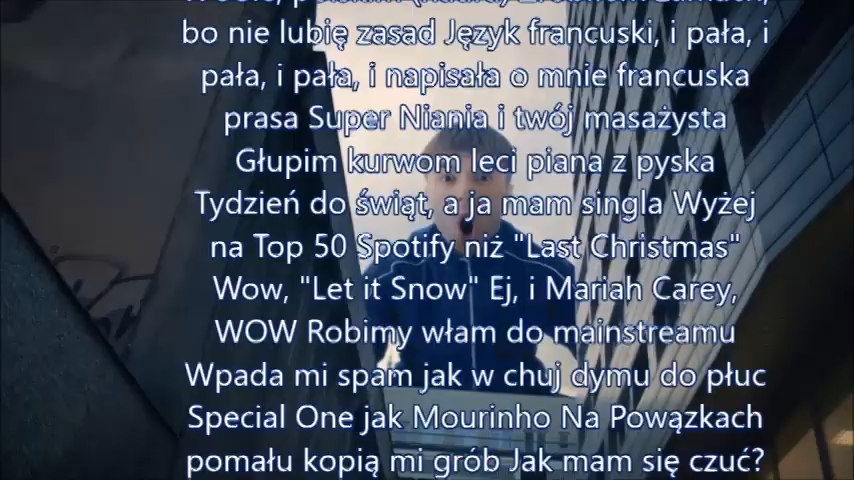 bo nie lubię zasad Język francuski, i pała, i
pała, i pała, i napisała o mnie francuska
prasa Super Niania i twój masażysta
Głupim kurwom leci piana z pyska
Tydzień do świąt, a ja mam singla Wyżej
na Top 50 Spotify niż "Last Christmas"
Wow, "Let it Snow" Ej, i Mariah Carey,
WOW Robimy włam do mainstreamu
Wpada mi spam jak w chuj dymu do płuc
Special One jak Mourinho Na Powązkach
pomału kopią mi grób Jak mam się czuć?